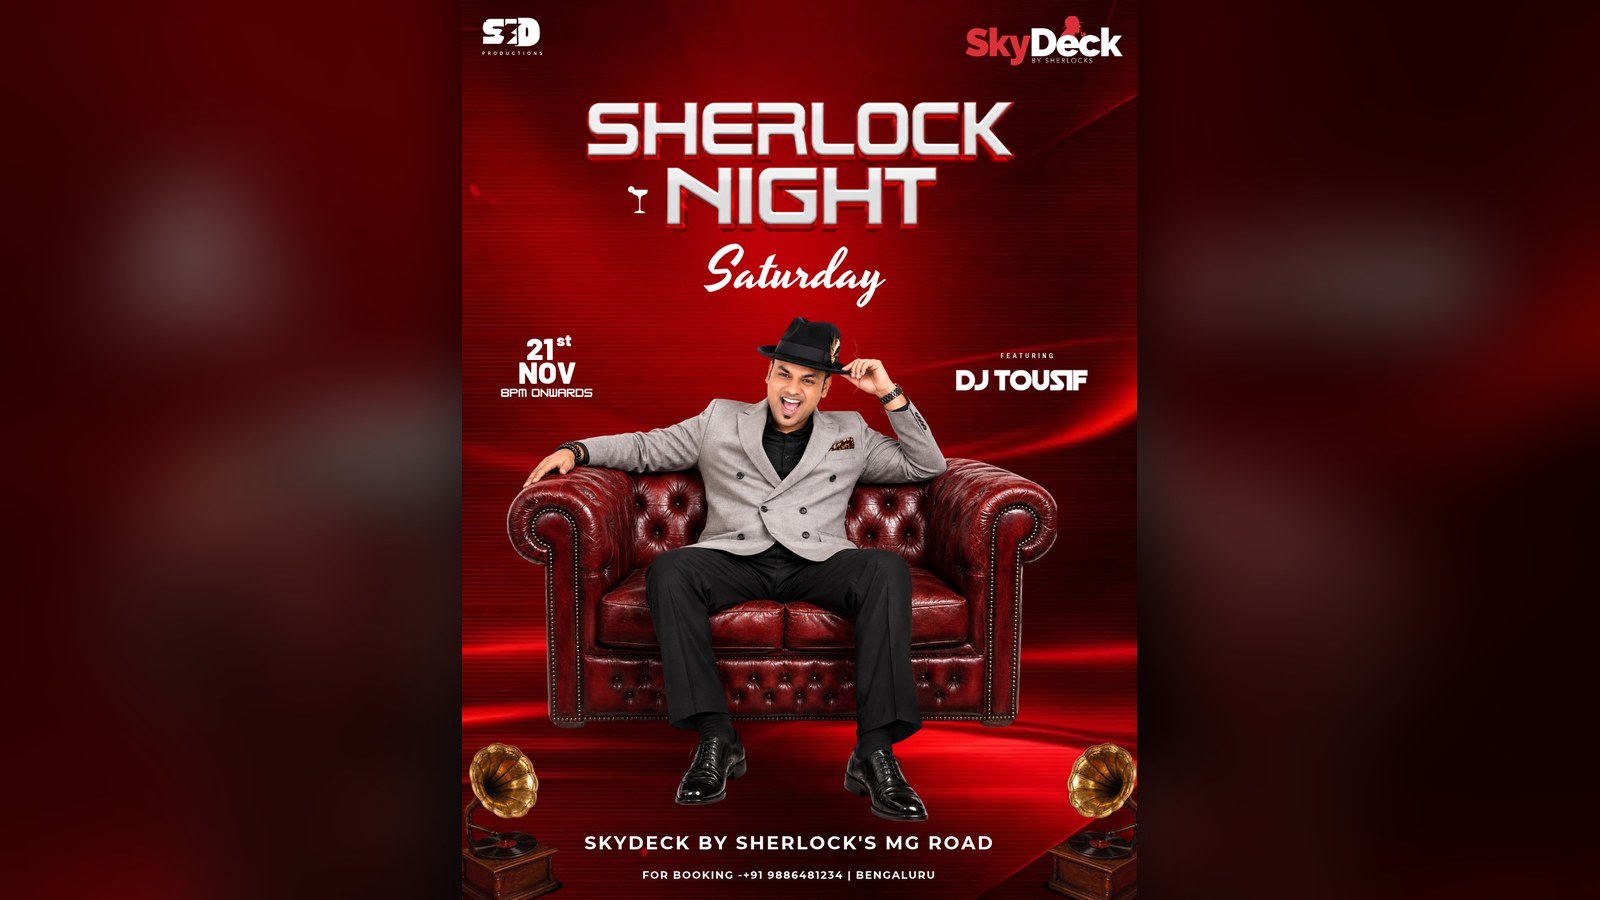 S2D
PRODUCTIONS
SkyDeck
BY SHERLOCKS
SHERLOCK
NIGHT
Saturday
21st
NOV
8PM ONWARDS
FEATURING
DJ TOUSIF
SKYDECK BY SHERLOCK'S MG ROAD
FOR BOOKING -+91 9886481234 | BENGALURU